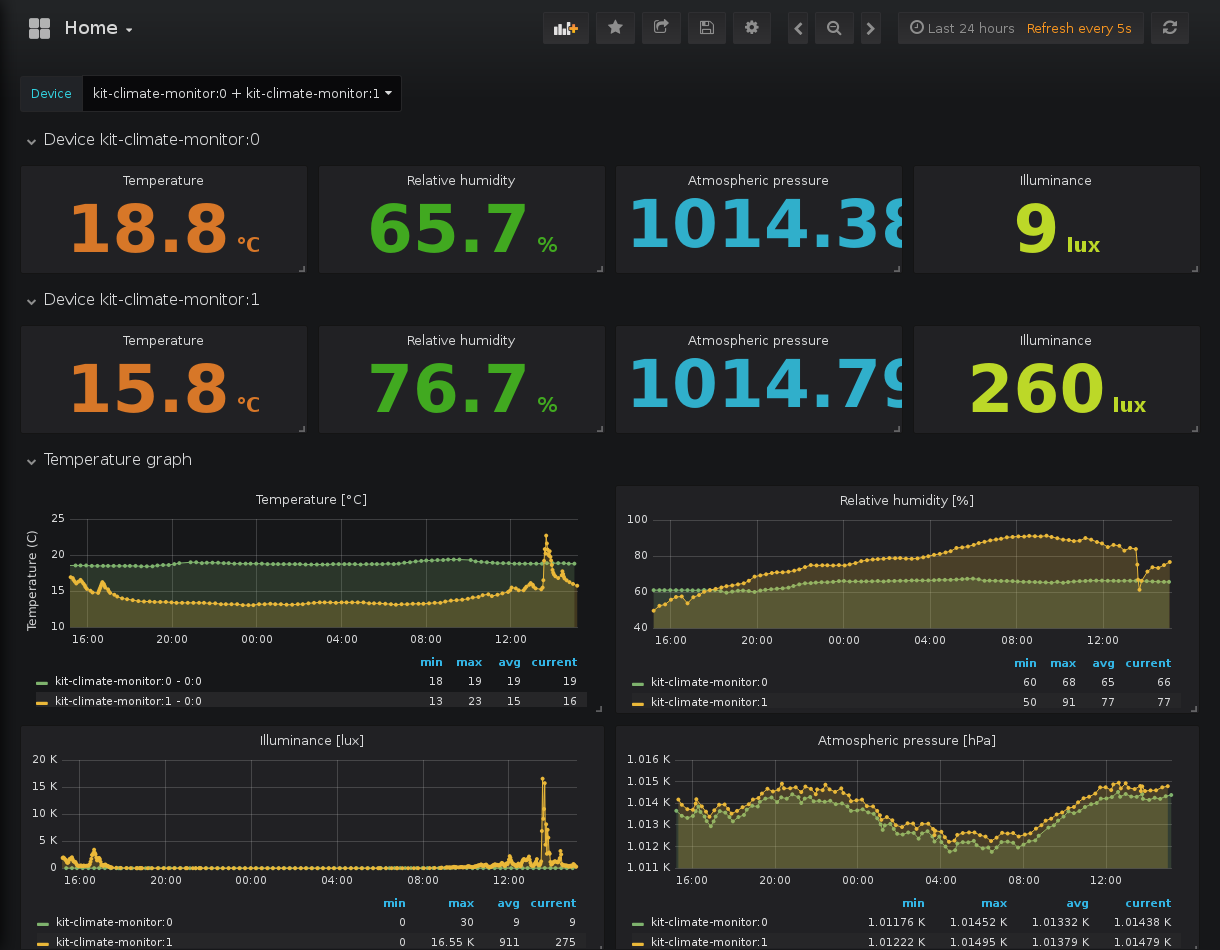 Home
Last 24 hours Refresh every 5s
Device kit-climate-monitor:0 + kit-climate-monitor:1
Device kit-climate-monitor:0
Temperature Relative humidity Atmospheric pressure Illuminance
18.8 °C 65.7 % 1014.38 9 lux
Device kit-climate-monitor:1
Temperature Relative humidity Atmospheric pressure Illuminance
15.8 °C 76.7 % 1014.79 260 lux
Temperature graph
Temperature [°C]
Temperature (C)
25
20
15
10
16:00 20:00 00:00 04:00 08:00 12:00
min max avg current
kit-climate-monitor:0 - 0:0 18 19 19 19
kit-climate-monitor:1 - 0:0 13 23 15 16
Relative humidity [%]
100
80
60
40
16:00 20:00 00:00 04:00 08:00 12:00
min max avg current
kit-climate-monitor:0 60 68 65 66
kit-climate-monitor:1 50 91 77 77
Illuminance [lux]
20 K
15 K
10 K
5 K
0
16:00 20:00 00:00 04:00 08:00 12:00
min max avg current
kit-climate-monitor:0 0 30 9 9
kit-climate-monitor:1 0 16.55 K 911 275
Atmospheric pressure [hPa]
1.016 K
1.015 K
1.014 K
1.013 K
1.012 K
1.011 K
16:00 20:00 00:00 04:00 08:00 12:00
min max avg current
kit-climate-monitor:0 1.01176 K 1.01452 K 1.01332 K 1.01438 K
kit-climate-monitor:1 1.01222 K 1.01495 K 1.01379 K 1.01479 K